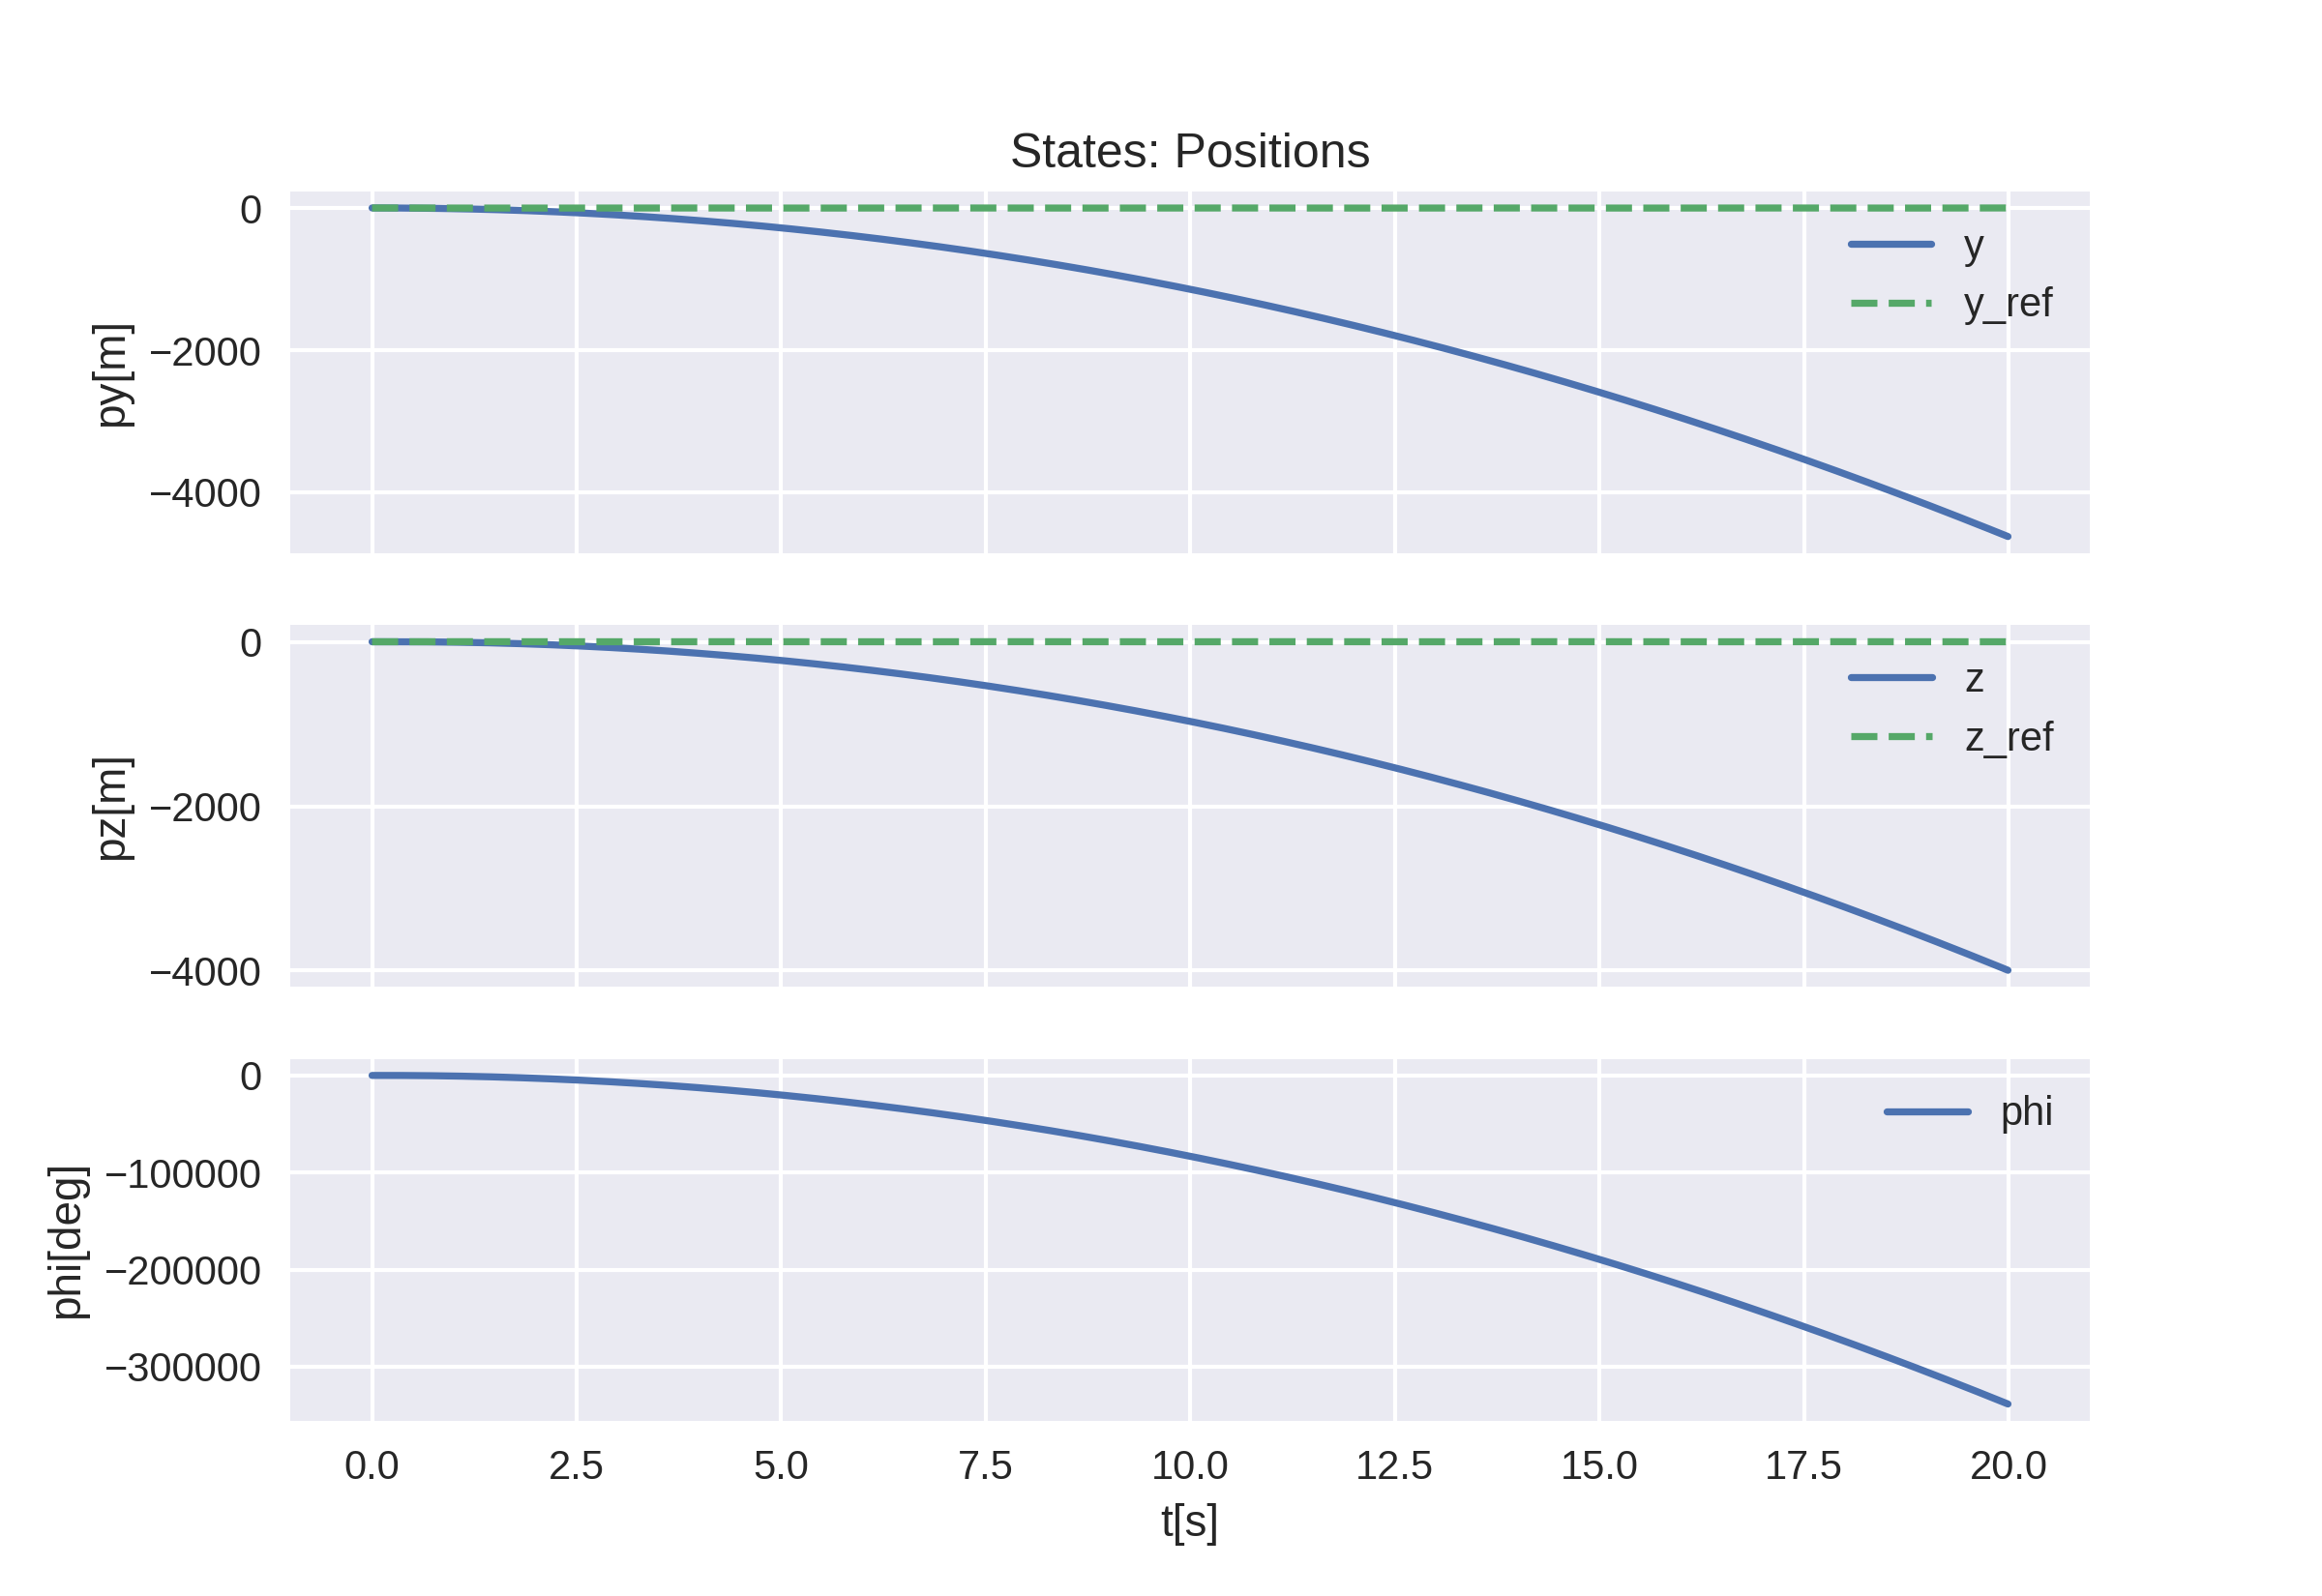 States: Positions
0
−2000
−4000
py[m]
y
y_ref
0
−2000
−4000
pz[m]
z
z_ref
0
−100000
−200000
−300000
phi[deg]
phi
0.0 2.5 5.0 7.5 10.0 12.5 15.0 17.5 20.0
t[s]